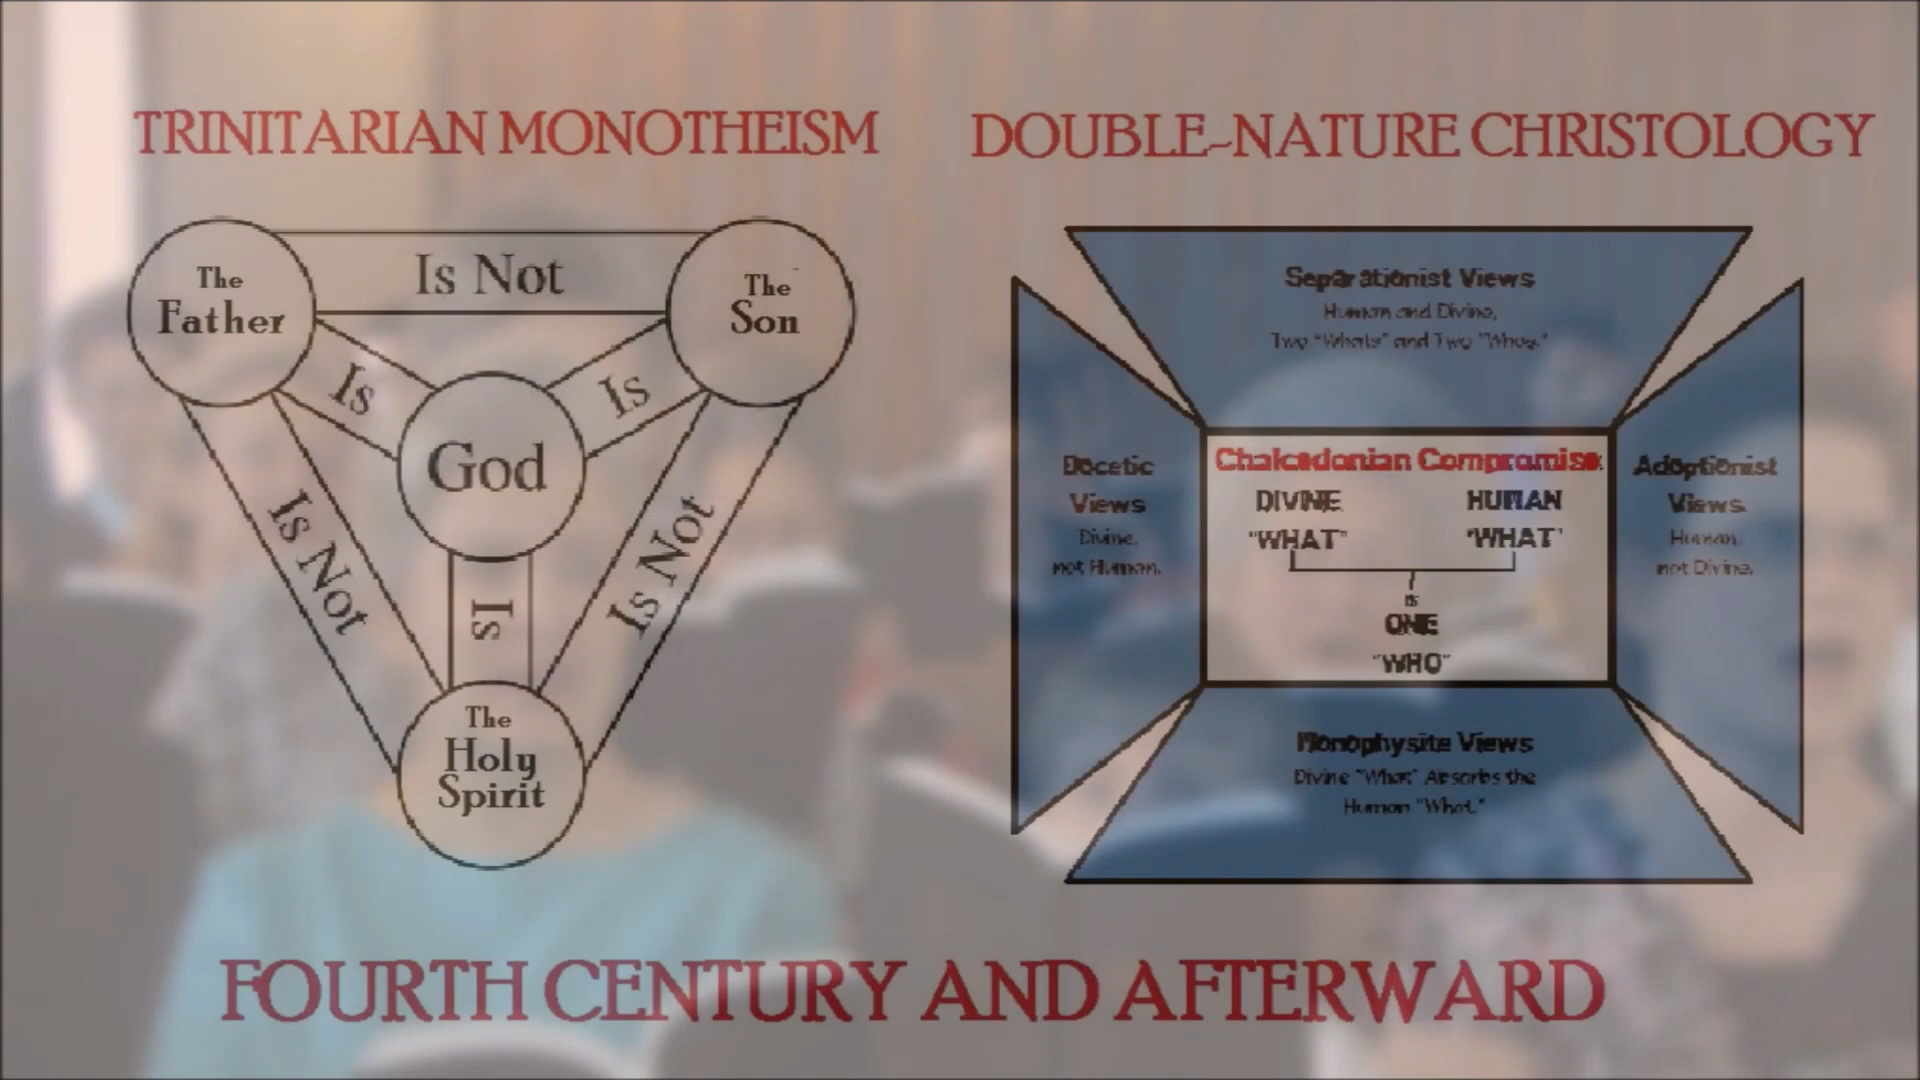 TRINITARIAN MONOTHEISM
The
Father
Is Not
The
Son
Is
Is
God
Is Not
Is
Is Not
The
Holy
Spirit
DOUBLE-NATURE CHRISTOLOGY
Separationist Views
Human and Divine,
Two "Whats" and Two "Whos."
Docetic
Views
Divine,
not Human.
Chalcedonian Compromise
DIVINE
"WHAT"
HUMAN
"WHAT"
is
ONE
"WHO"
Adoptionist
Views
Human,
not Divine.
Monophysite Views
Divine "What" Absorbs the
Human "What."
FOURTH CENTURY AND AFTERWARD